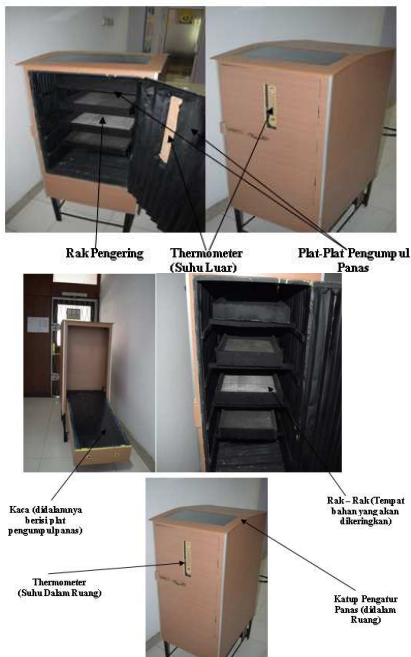 Rak Pengering
Thermometer
(Suhu Luar)
Plat-Plat Pengumpul
Panas
Kaca (didalamnya
berisi plat
pengumpulpanas)
Rak – Rak (Tempat
bahan yang akan
dikeringkan)
Thermometer
(Suhu Dalam Ruang)
Katup Pengatur
Panas (didalam
Ruang)